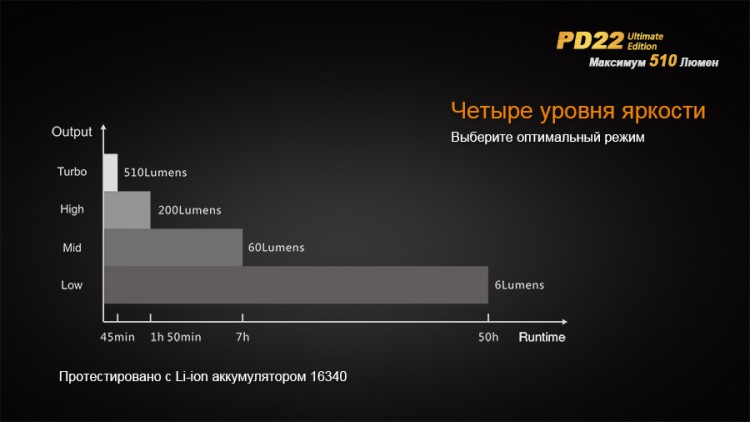 PD22 Ultimate Edition
Максимум 510 Люмен
Четыре уровня яркости
Выберите оптимальный режим
Output
Turbo 510Lumens
High 200Lumens
Mid 60Lumens
Low 6Lumens
45min 1h 50min 7h 50h Runtime
Протестировано с Li-ion аккумулятором 16340